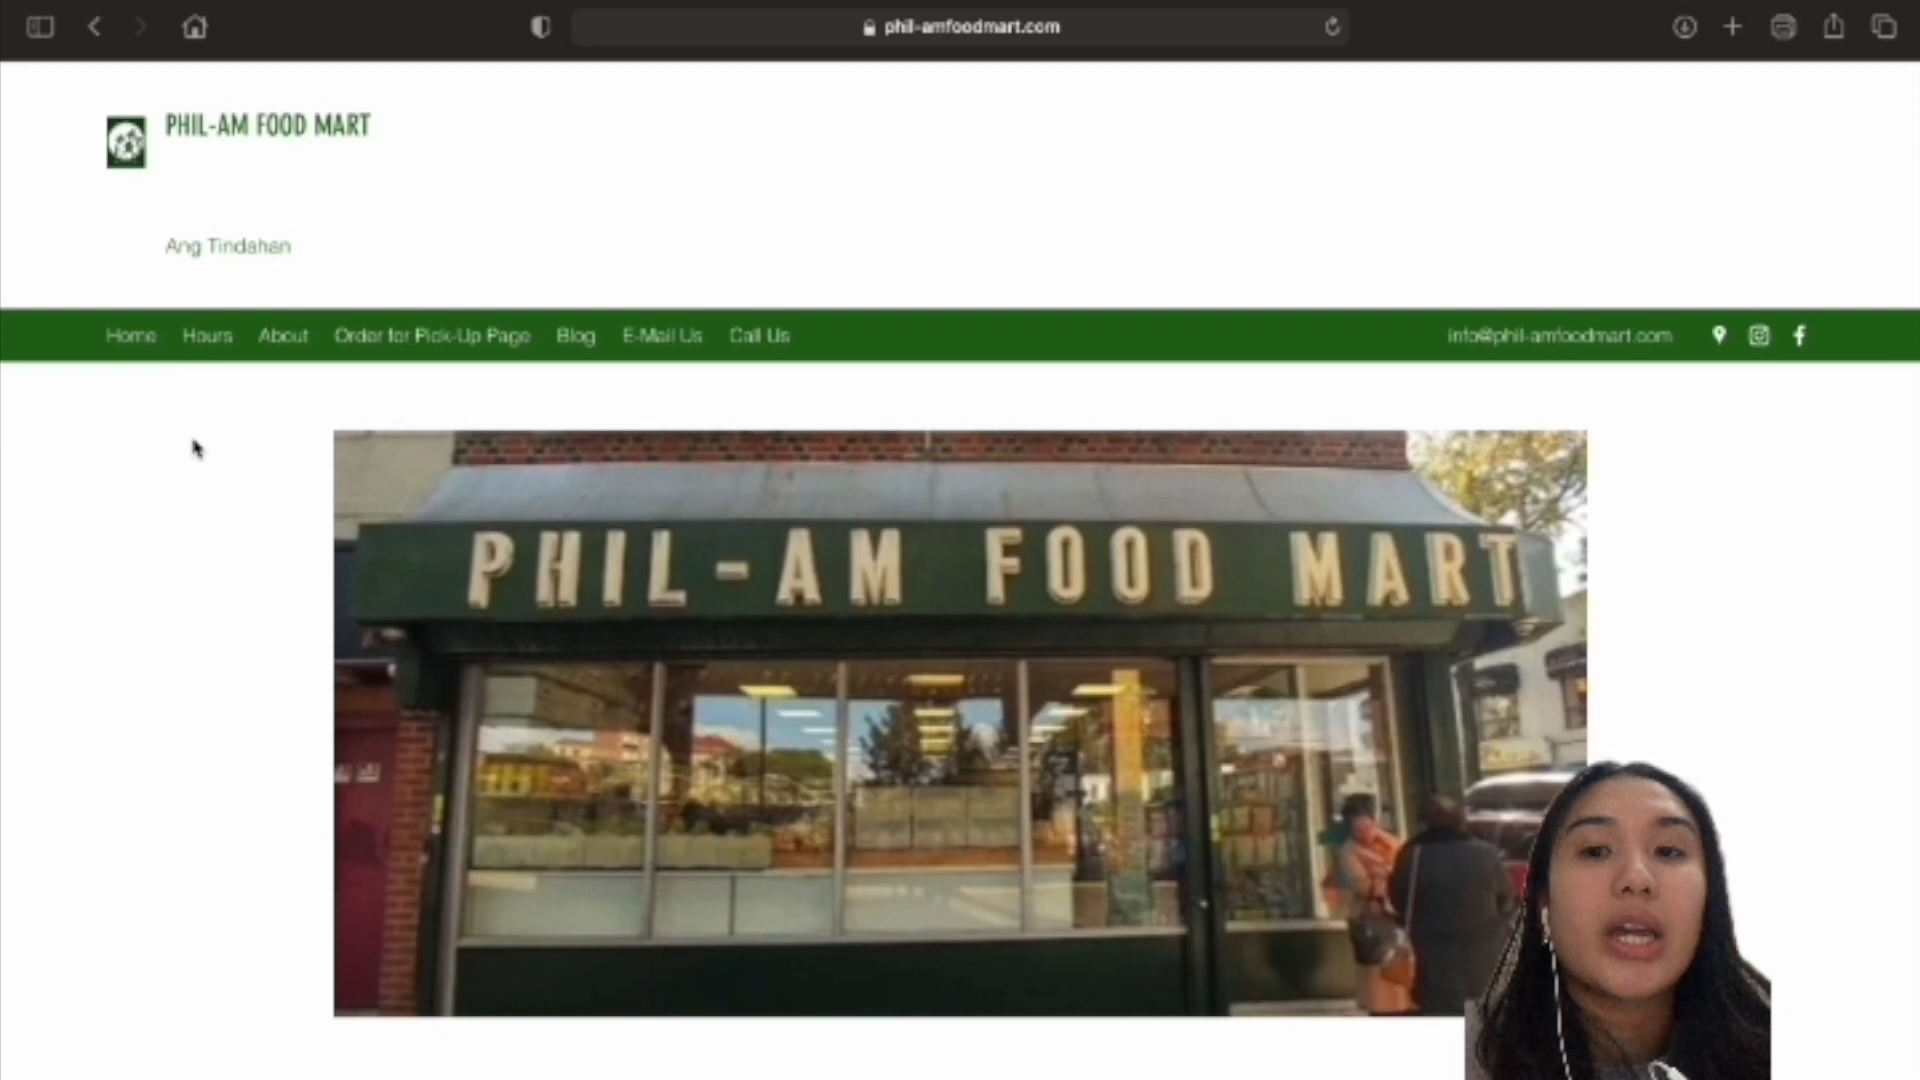 phil-amfoodmart.com
PHIL-AM FOOD MART
Ang Tindahan
Home Hours About Order for Pick-Up Page Blog E-Mail Us Call Us info@phil-amfoodmart.com
PHIL-AM FOOD MART